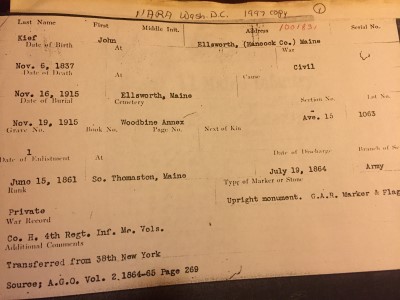 NARA Wash. D.C. 1997 copy 1
Last Name First Middle Init. Address Serial No.
Kief John Ellsworth, (Hancock Co.) Maine
Date of Birth At War
Nov. 6, 1837 Civil
Date of Death At Cause
Nov. 16, 1915 Ellsworth, Maine
Date of Burial Cemetery Section No. Lot No.
Nov. 19, 1915 Woodbine Annex Ave. 15 1063
Grave No. Book No. Page No. Next of Kin
1
Date of Enlistment At Date of Discharge Branch of Se
June 15, 1861 So. Thomaston, Maine July 19, 1864 Army
Rank Type of Marker or Stone
Private Upright monument. G.A.R. Marker & Flag
War Record
Co. H. 4th Regt. Inf. Me. Vols.
Additional Comments
Transferred from 38th New York
Source; A.G.O. Vol. 2 1864-65 Page 269